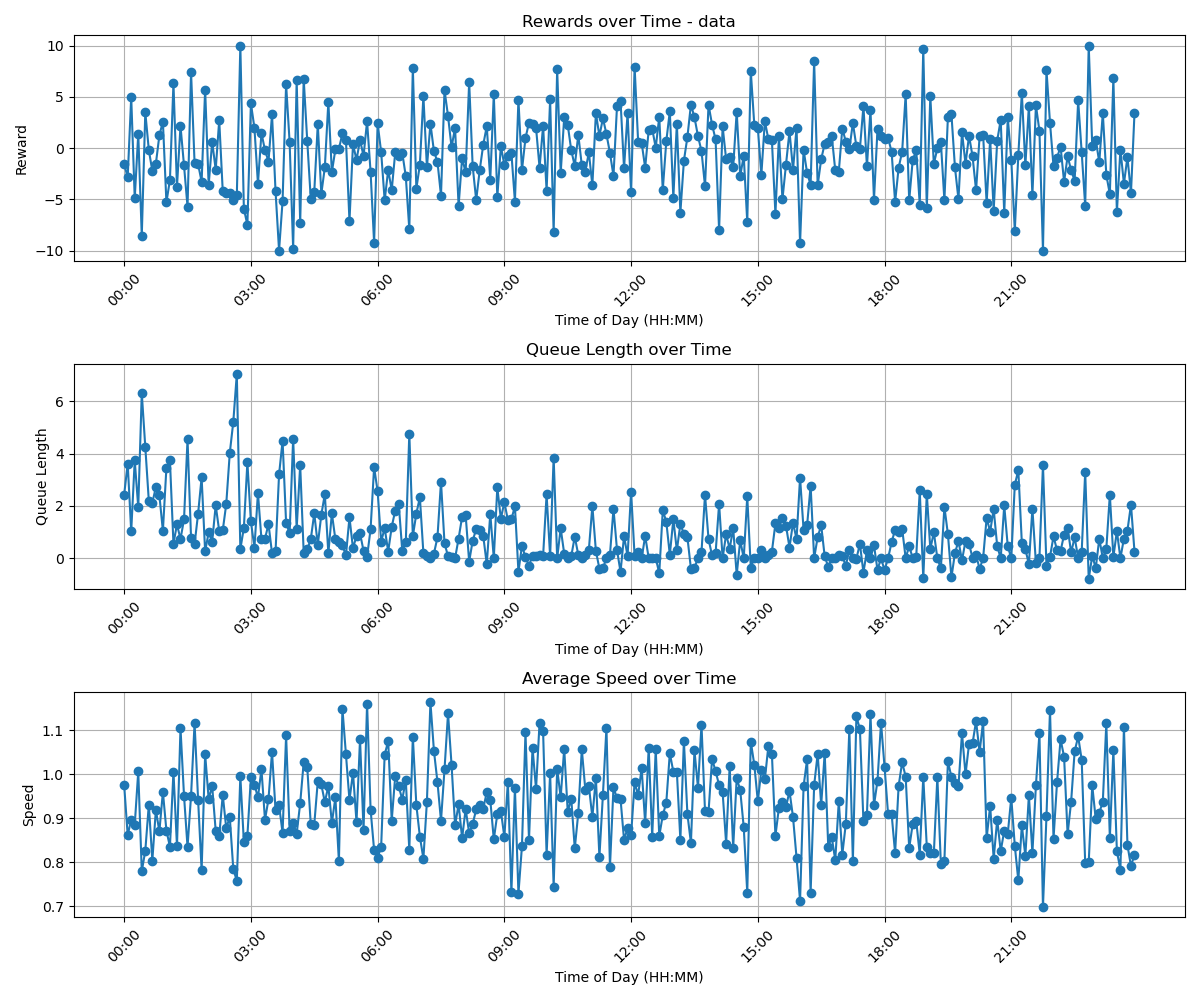 Rewards over Time - data
Reward
10
5
0
−5
−10
00:00 03:00 06:00 09:00 12:00 15:00 18:00 21:00
Time of Day (HH:MM)
Queue Length over Time
Queue Length
6
4
2
0
00:00 03:00 06:00 09:00 12:00 15:00 18:00 21:00
Time of Day (HH:MM)
Average Speed over Time
Speed
1.1
1.0
0.9
0.8
0.7
00:00 03:00 06:00 09:00 12:00 15:00 18:00 21:00
Time of Day (HH:MM)